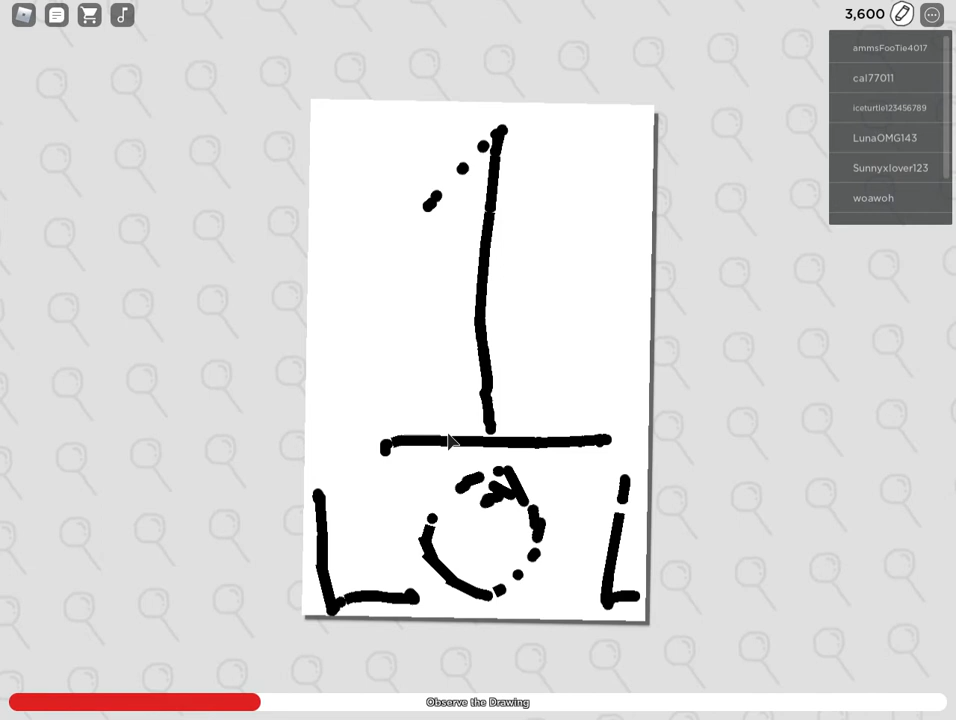 3,600
ammsFooTie4017
cal77011
iceturtle123456789
LunaOMG143
Sunnyxlover123
woawoh
1
LOL
Observe the Drawing